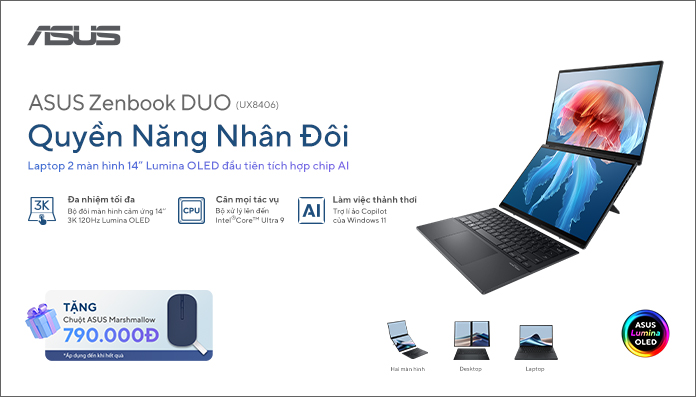 ASUS
ASUS Zenbook DUO (UX8406)
Quyền Năng Nhân Đôi
Laptop 2 màn hình 14” Lumina OLED đầu tiên tích hợp chip AI
3K
Đa nhiệm tối đa
Bộ đôi màn hình cảm ứng 14”
3K 120Hz Lumina OLED
CPU
Cân mọi tác vụ
Bộ xử lý lên đến
Intel®Core™ Ultra 9
AI
Làm việc thảnh thơi
Trợ lí ảo Copilot
của Windows 11
TẶNG
Chuột ASUS Marshmallow
790.000Đ
*Áp dụng đến khi hết quà
Hai màn hình
Desktop
Laptop
ASUS
Lumina
OLED